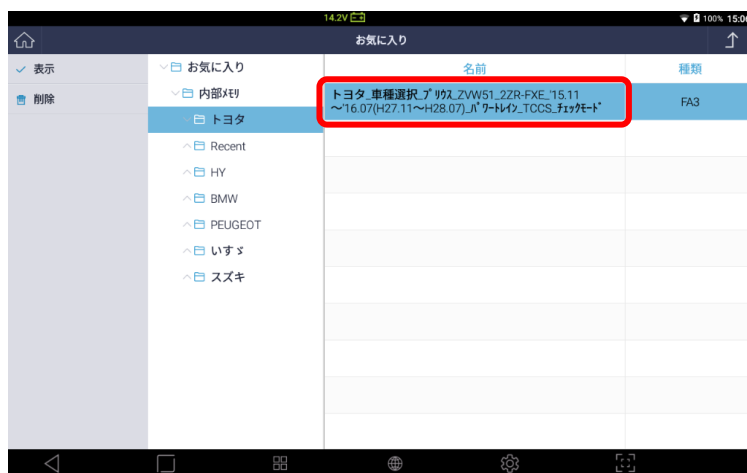 14.2V
100% 15:06
お気に入り
表示
削除
お気に入り
内部ﾒﾓﾘ
トヨタ
Recent
HY
BMW
PEUGEOT
いすゞ
スズキ
名前
種類
トヨタ_車種選択_ﾌﾟﾘｳｽ_ZVW51_2ZR-FXE_'15.11
～'16.07(H27.11～H28.07)_ﾊﾟﾜｰﾄﾚｲﾝ_TCCS_ﾁｪｯｸﾓｰﾄﾞ
FA3